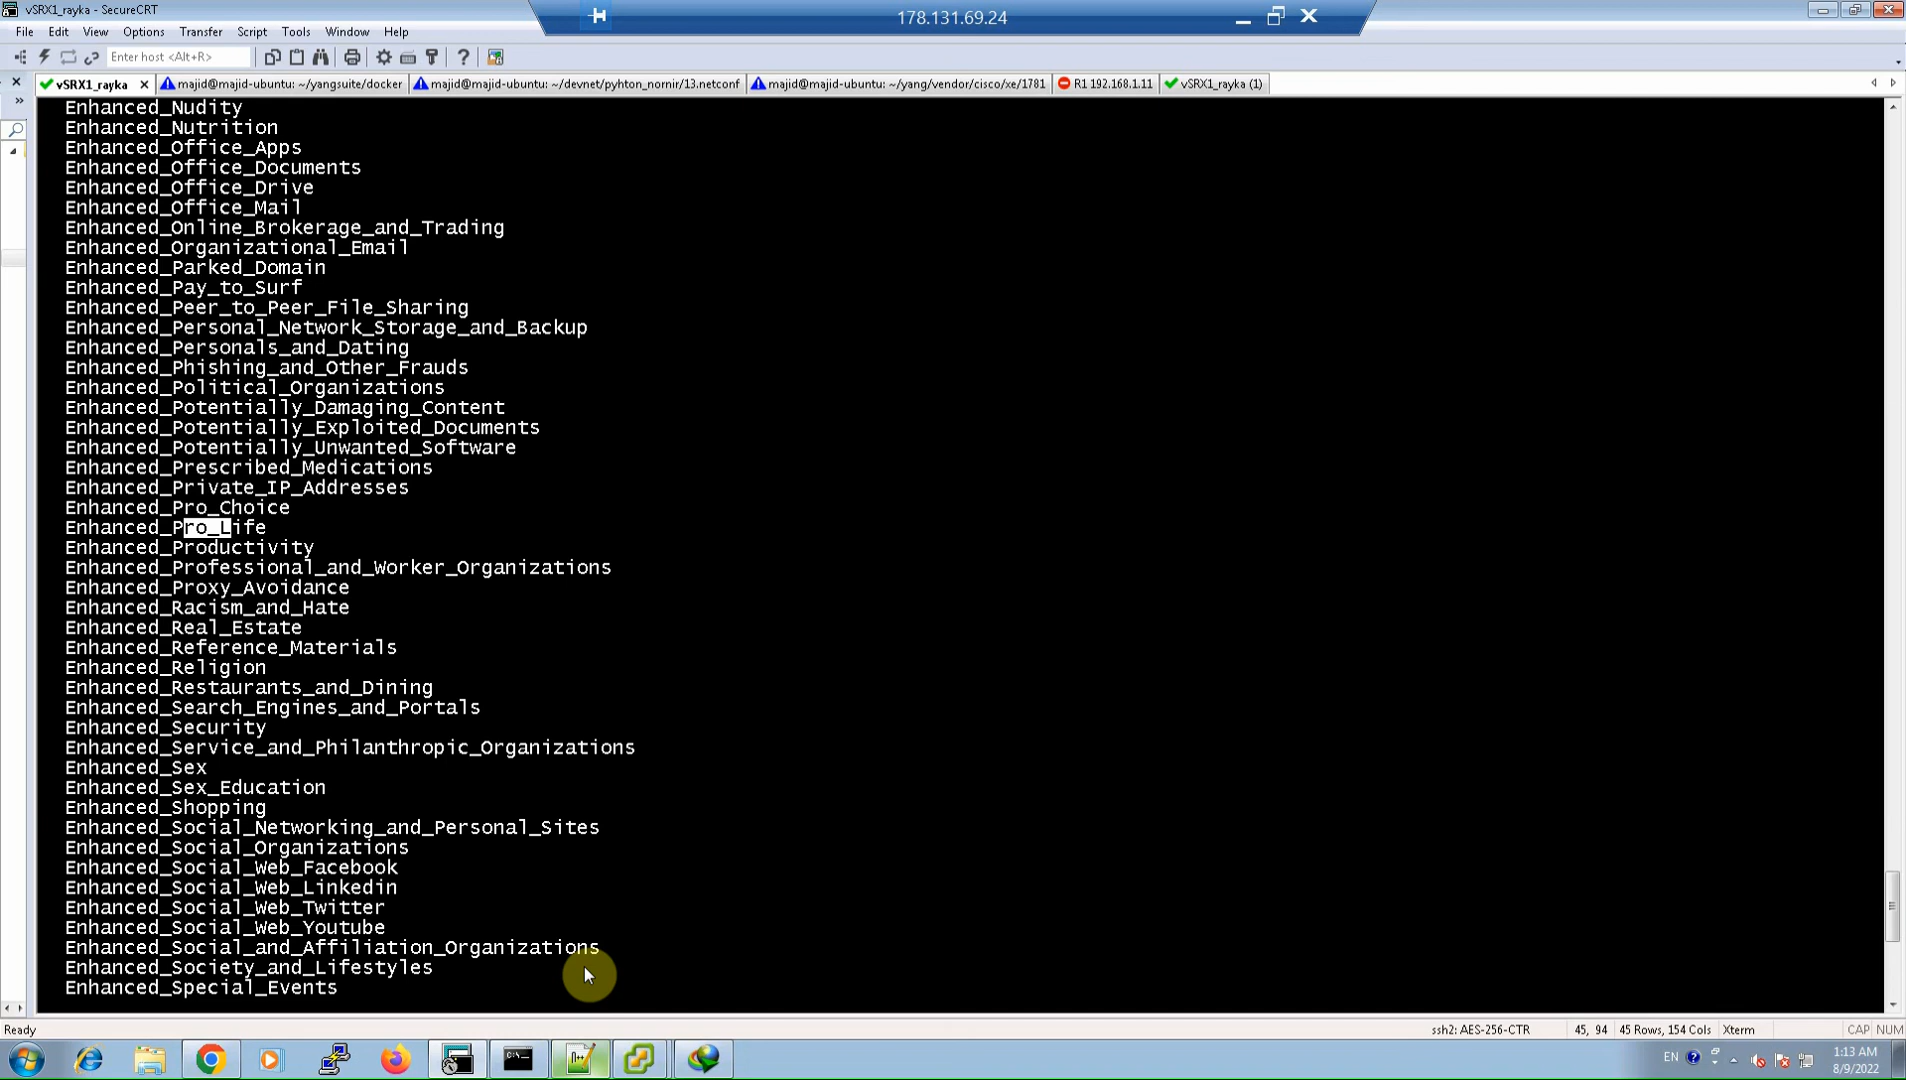 vSRX1_rayka - SecureCRT
178.131.69.24
File Edit View Options Transfer Script Tools Window Help
Enter host <Alt+R>
vSRX1_rayka majid@majid-ubuntu: ~/yangsuite/docker majid@majid-ubuntu: ~/devnet/pyhton_nornir/13.netconf majid@majid-ubuntu: ~/yang/vendor/cisco/xe/1781 R1 192.168.1.11 vSRX1_rayka (1)
Enhanced_Nudity
Enhanced_Nutrition
Enhanced_Office_Apps
Enhanced_Office_Documents
Enhanced_Office_Drive
Enhanced_Office_Mail
Enhanced_Online_Brokerage_and_Trading
Enhanced_Organizational_Email
Enhanced_Parked_Domain
Enhanced_Pay_to_Surf
Enhanced_Peer_to_Peer_File_Sharing
Enhanced_Personal_Network_Storage_and_Backup
Enhanced_Personals_and_Dating
Enhanced_Phishing_and_Other_Frauds
Enhanced_Political_Organizations
Enhanced_Potentially_Damaging_Content
Enhanced_Potentially_Exploited_Documents
Enhanced_Potentially_Unwanted_Software
Enhanced_Prescribed_Medications
Enhanced_Private_IP_Addresses
Enhanced_Pro_Choice
Enhanced_Pro_Life
Enhanced_Productivity
Enhanced_Professional_and_Worker_Organizations
Enhanced_Proxy_Avoidance
Enhanced_Racism_and_Hate
Enhanced_Real_Estate
Enhanced_Reference_Materials
Enhanced_Religion
Enhanced_Restaurants_and_Dining
Enhanced_Search_Engines_and_Portals
Enhanced_Security
Enhanced_Service_and_Philanthropic_Organizations
Enhanced_Sex
Enhanced_Sex_Education
Enhanced_Shopping
Enhanced_Social_Networking_and_Personal_Sites
Enhanced_Social_Organizations
Enhanced_Social_Web_Facebook
Enhanced_Social_Web_Linkedin
Enhanced_Social_Web_Twitter
Enhanced_Social_Web_Youtube
Enhanced_Social_and_Affiliation_Organizations
Enhanced_Society_and_Lifestyles
Enhanced_Special_Events
Ready ssh2: AES-256-CTR 45, 94 45 Rows, 154 Cols Xterm CAP NUM
EN 1:13 AM
8/9/2022